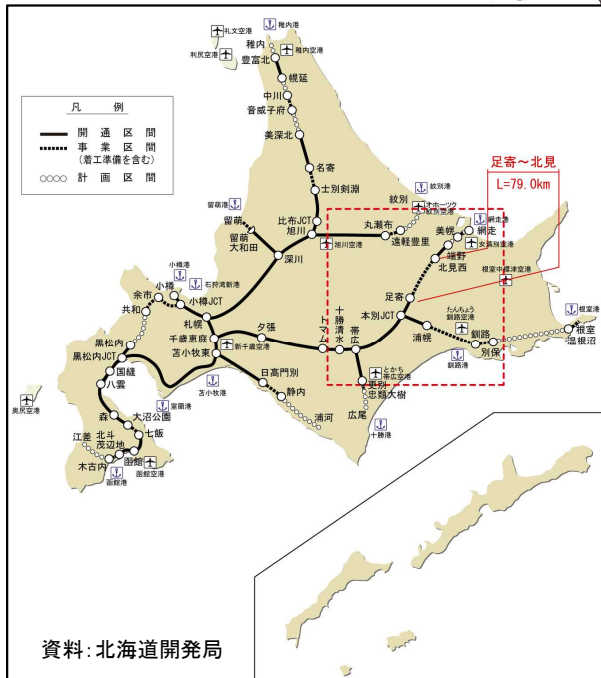 礼文空港
稚内港
利尻空港
稚内
稚内空港
豊富北
幌延
中川
音威子府
美深北
名寄
士別剣淵
凡 例
開通区間
事業区間
(着工準備を含む)
計画区間
足寄～北見
L=79.0km
紋別港
紋別
オホーツク
紋別空港
網走港
留萌港
留萌
留萌
大和田
比布JCT
旭川
旭川空港
丸瀬布
遠軽豊里
美幌
網走
女満別空港
端野
北見西
根室中標津空港
深川
小樽港
石狩湾新港
小樽
余市
小樽JCT
共和
札幌
足寄
本別JCT
たんちょう
釧路空港
根室港
千歳恵庭
夕張
トマム
十勝清水
帯広
浦幌
釧路
別保
根室
温根沼
釧路港
黒松内
黒松内JCT
苫小牧東
新千歳空港
日高門別
静内
浦河
とかち
帯広空港
更別
忠類大樹
広尾
十勝港
国縫
八雲
室蘭港
苫小牧港
奥尻空港
森
大沼公園
江差
北斗
茂辺地
七飯
函館
木古内
函館港
函館空港
資料：北海道開発局